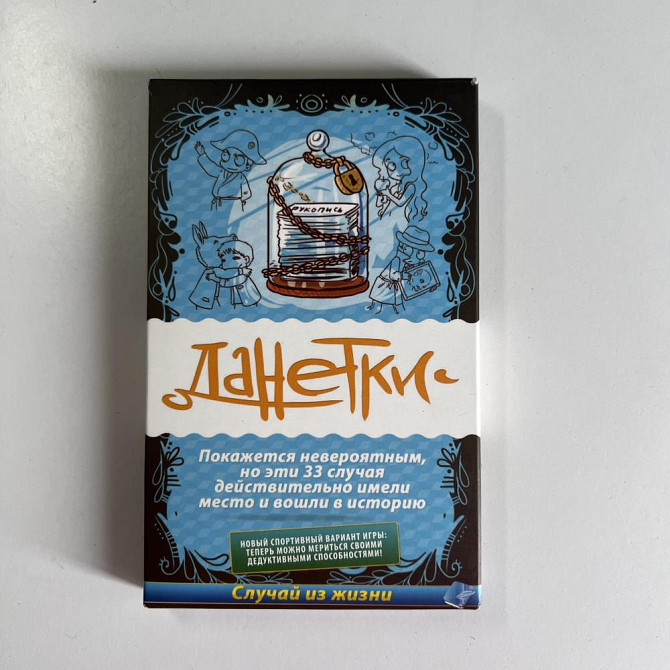 РУКОПИСЬ
Данетки
Покажется невероятным,
но эти 33 случая
действительно имели
место и вошли в историю
НОВЫЙ СПОРТИВНЫЙ ВАРИАНТ ИГРЫ:
ТЕПЕРЬ МОЖНО МЕРИТЬСЯ СВОИМИ
ДЕДУКТИВНЫМИ СПОСОБНОСТЯМИ!
Случай из жизни